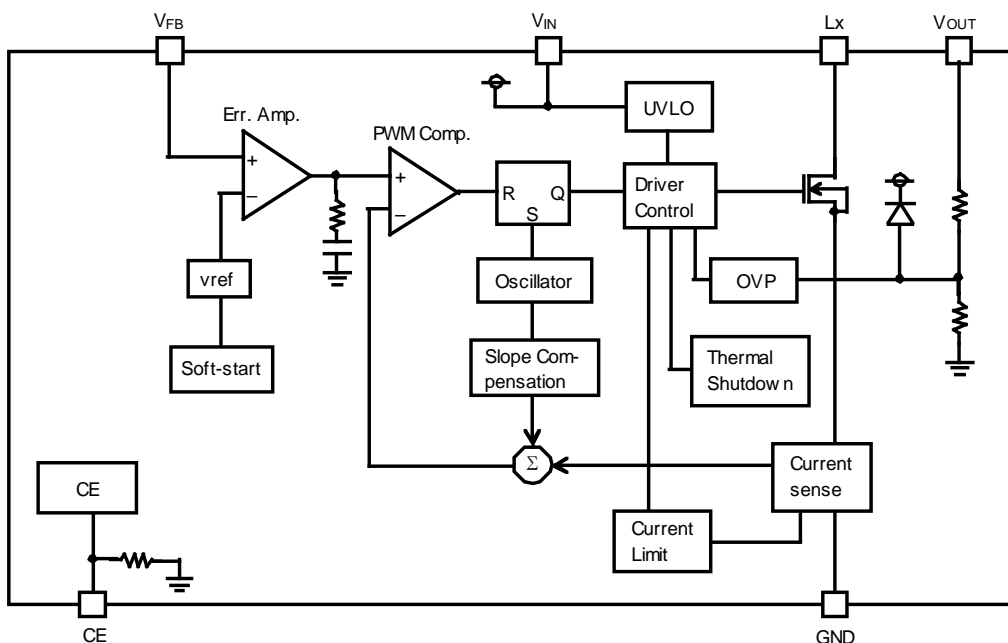 VFB
VIN
Lx
VOUT
UVLO
Err. Amp.
PWM Comp.
+
−
+
−
R
Q
S
Driver
Control
vref
Oscillator
OVP
Soft-start
Slope Com-
pensation
Thermal
Shutdown
CE
Σ
Current
sense
Current
Limit
CE
GND